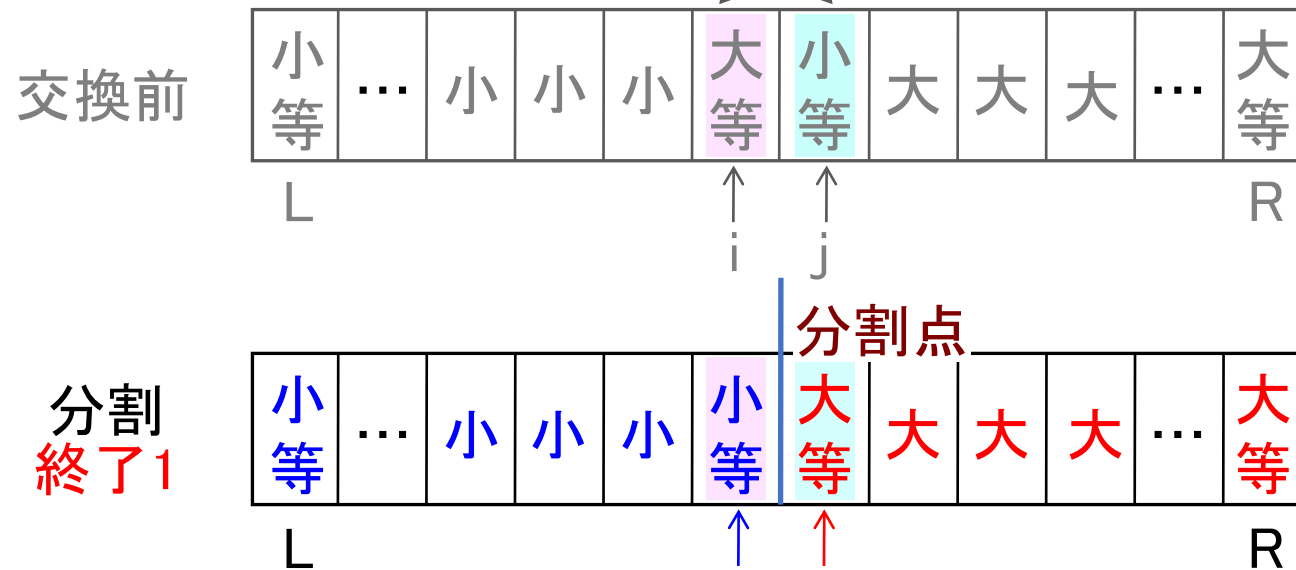 交換前
小等 … 小 小 小 大等 小等 大 大 大 … 大等
L R
i j
分割点
分割
終了1
小等 … 小 小 小 小等 大等 大 大 大 … 大等
L R